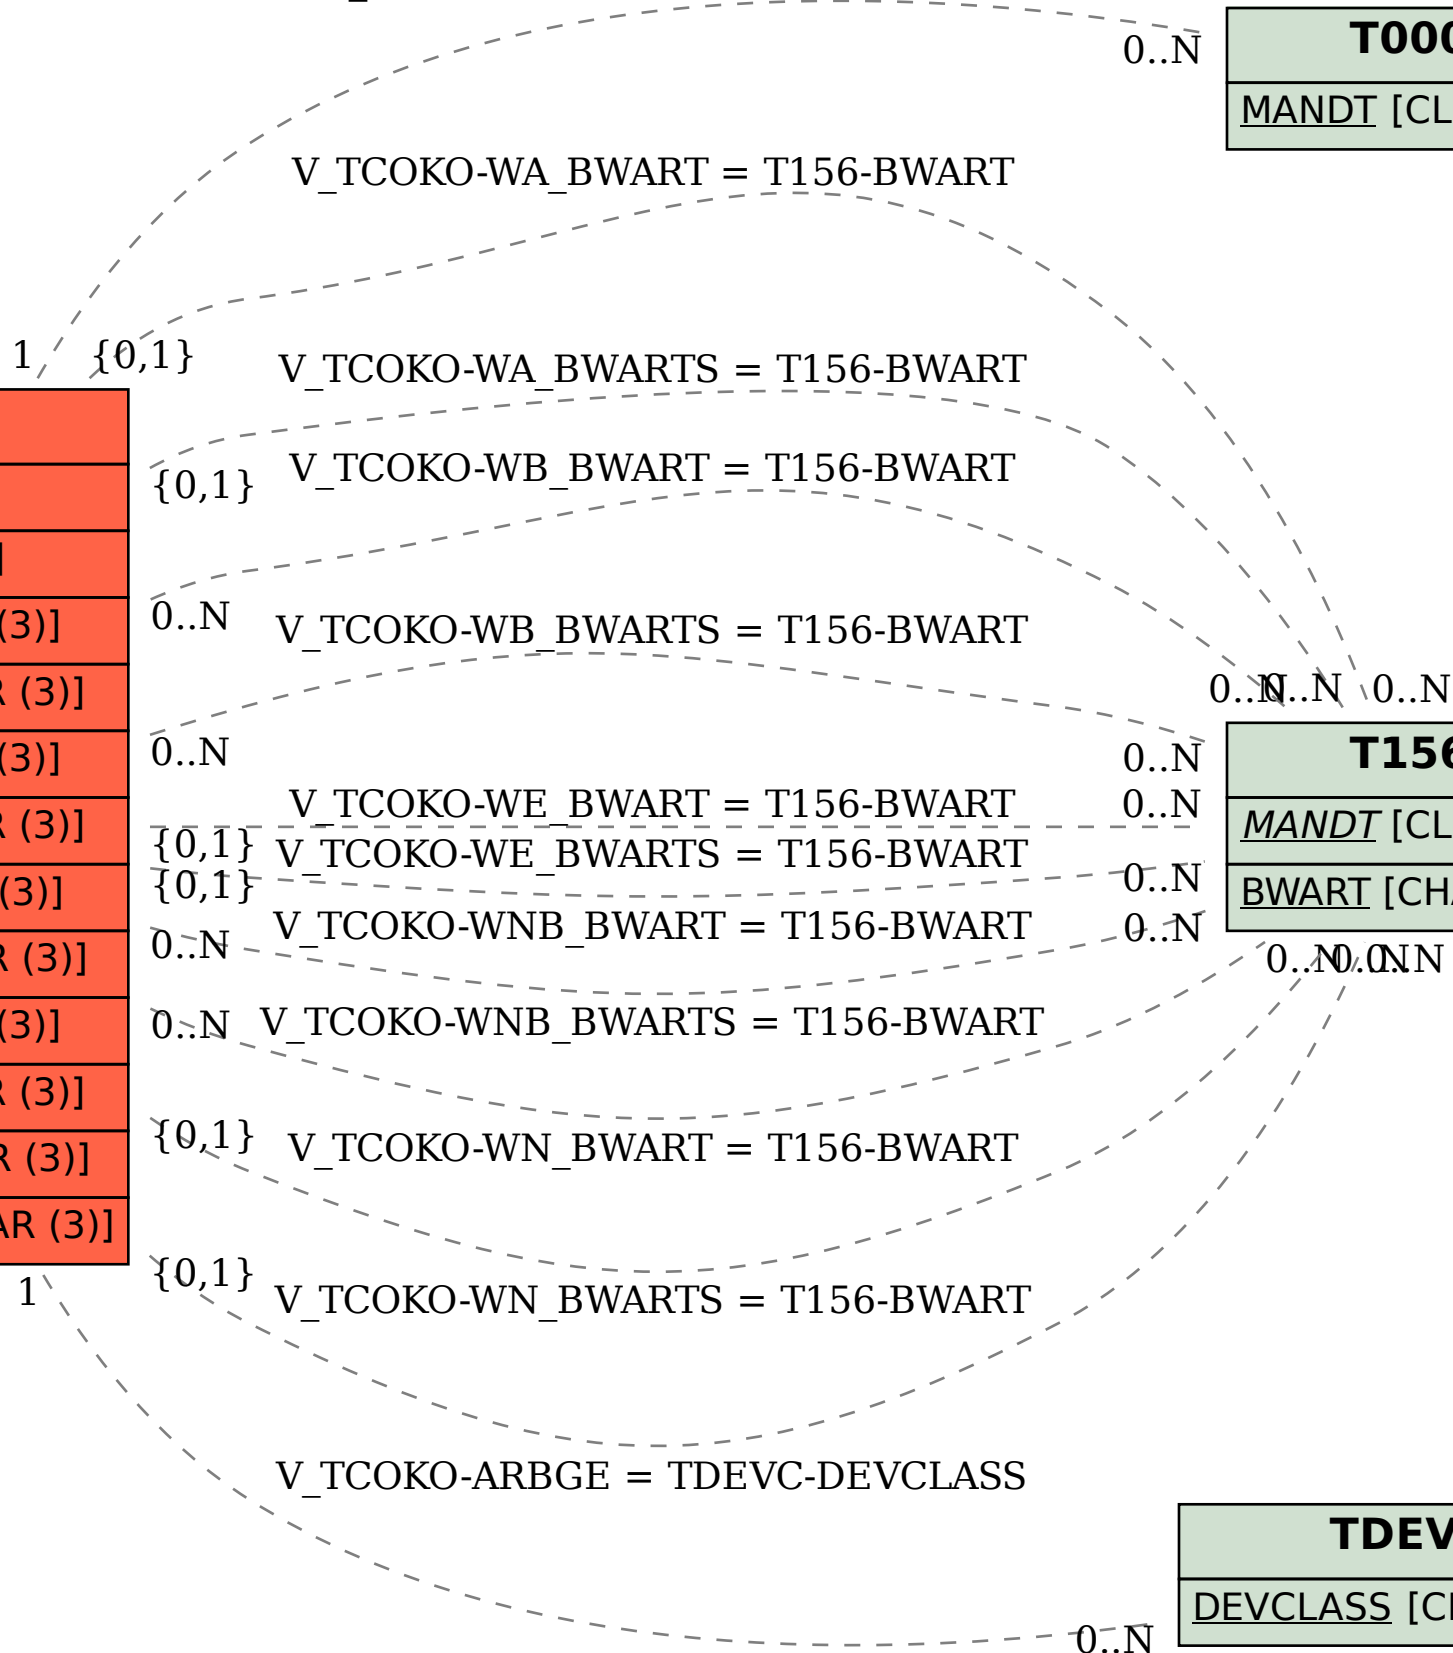 0..N
T000
MANDT [CL
V_TCOKO-WA_BWART = T156-BWART
1
{0,1}
V_TCOKO-WA_BWARTS = T156-BWART
{0,1}
V_TCOKO-WB_BWART = T156-BWART
]
0..N
(3)]
V_TCOKO-WB_BWARTS = T156-BWART
R (3)]
0..N
0..N
0..N
0..N
(3)]
0..N
T156
V_TCOKO-WE_BWART = T156-BWART
0..N
R (3)]
MANDT [CL
{0,1}
V_TCOKO-WE_BWARTS = T156-BWART
{0,1}
0..N
(3)]
BWART [CHA
V_TCOKO-WNB_BWART = T156-BWART
0..N
0..N
R (3)]
0..N
0..N
0..N
V_TCOKO-WNB_BWARTS = T156-BWART
0..N
(3)]
R (3)]
{0,1}
V_TCOKO-WN_BWART = T156-BWART
R (3)]
AR (3)]
{0,1}
1
V_TCOKO-WN_BWARTS = T156-BWART
V_TCOKO-ARBGE = TDEVC-DEVCLASS
TDEV
DEVCLASS [C
0..N